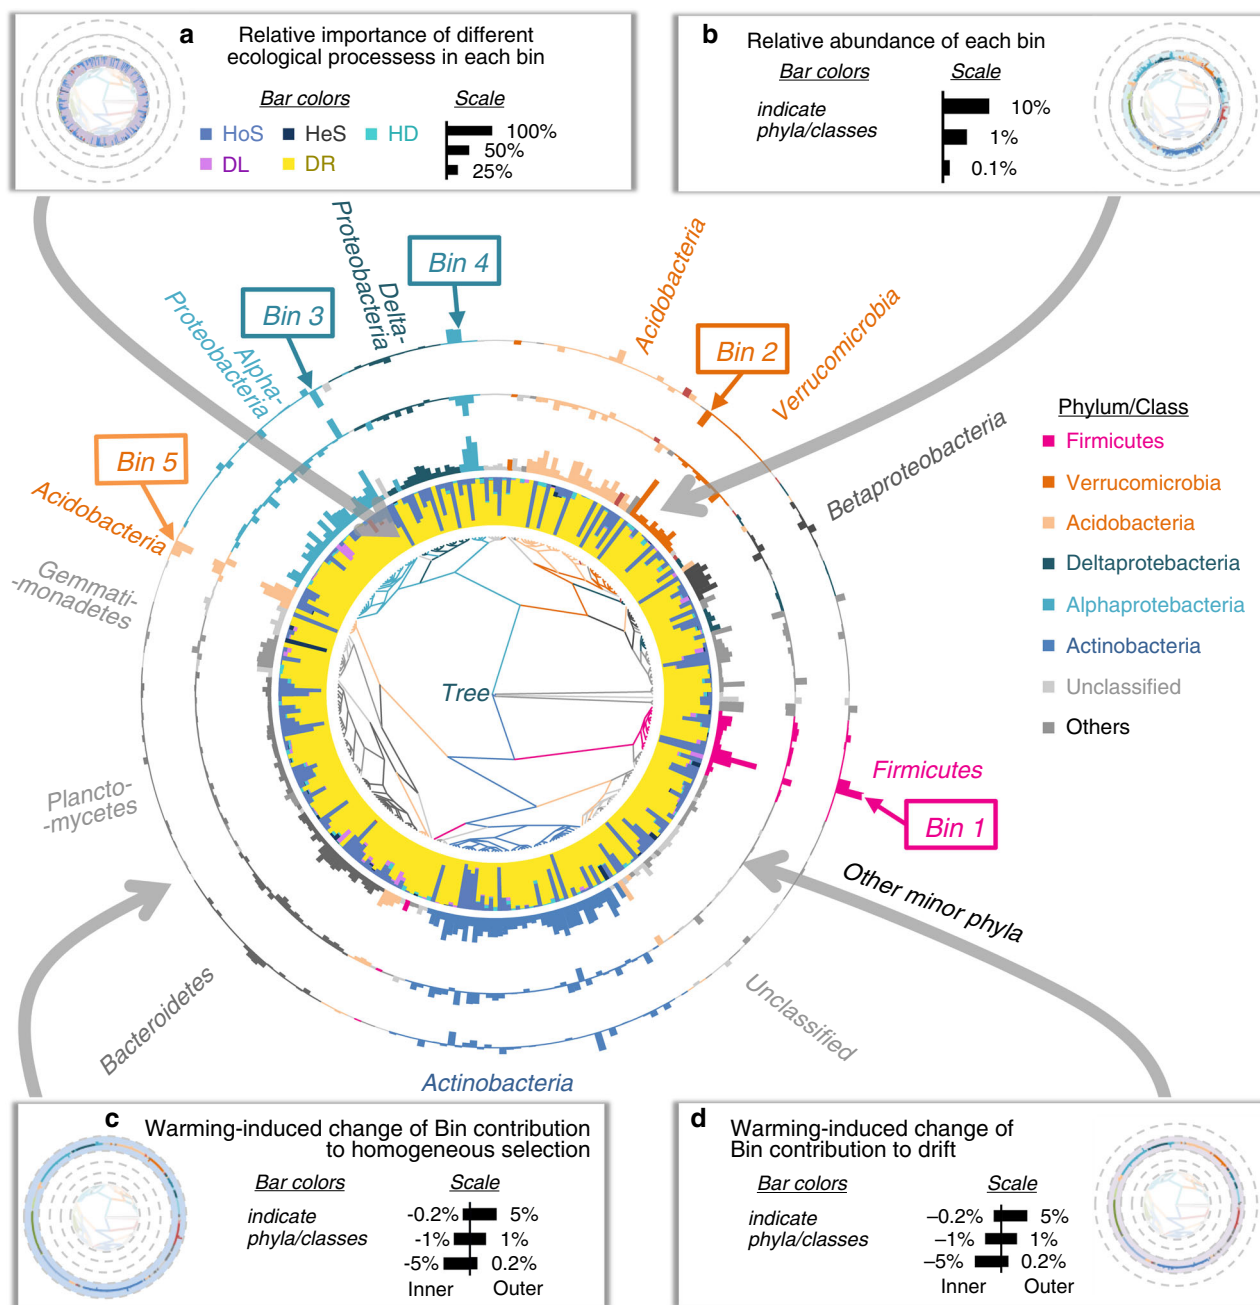 a
Relative importance of different
ecological processess in each bin
Bar colors
Scale
HoS
HeS
HD
DL
DR
100%
50%
25%
b
Relative abundance of each bin
Bar colors
Scale
indicate
phyla/classes
10%
1%
0.1%
Proteobacteria
Delta-
Bin 4
Acidobacteria
Bin 3
Alpha-
Proteobacteria
Bin 2
Verrucomicrobia
Bin 5
Acidobacteria
Betaproteobacteria
Gemmati-
-monadetes
Tree
Phylum/Class
Firmicutes
Verrucomicrobia
Acidobacteria
Deltaprotebacteria
Alphaprotebacteria
Actinobacteria
Unclassified
Others
Plancto-
-mycetes
Firmicutes
Bin 1
Other minor phyla
Bacteroidetes
Unclassified
Actinobacteria
c
Warming-induced change of Bin contribution
to homogeneous selection
Bar colors
Scale
indicate
phyla/classes
-0.2% 5%
-1% 1%
-5% 0.2%
Inner Outer
d
Warming-induced change of
Bin contribution to drift
Bar colors
Scale
indicate
phyla/classes
–0.2% 5%
–1% 1%
–5% 0.2%
Inner Outer